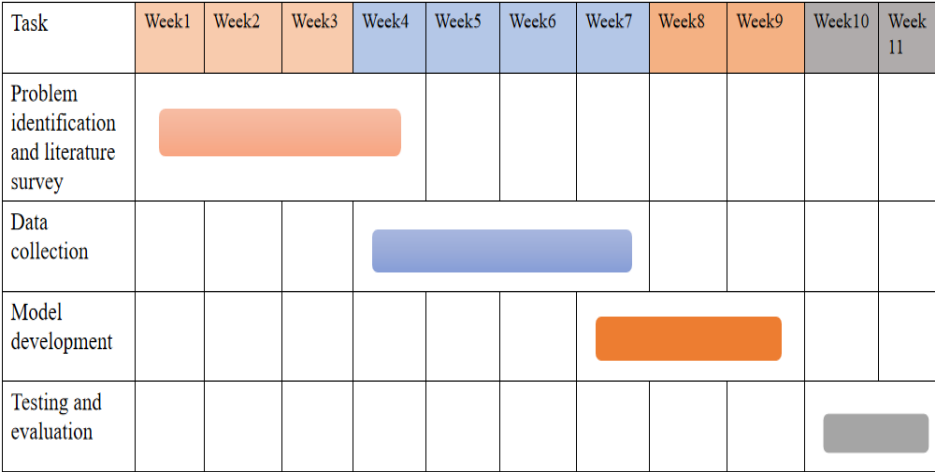 Task Week1 Week2 Week3 Week4 Week5 Week6 Week7 Week8 Week9 Week10 Week
11
Problem
identification
and literature
survey
Data
collection
Model
development
Testing and
evaluation